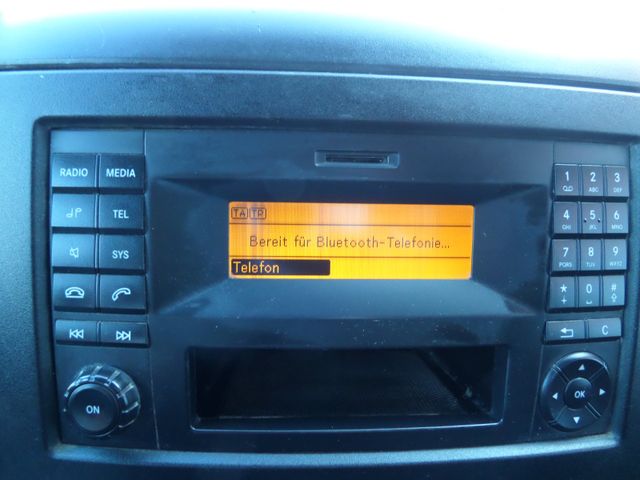 RADIO MEDIA
TEL
SYS
ON
TA TP
Bereit für Bluetooth-Telefonie...
Telefon
1 2 ABC 3 DEF
4 GHI 5 JKL 6 MNO
7 PQRS 8 TUV 9 WXYZ
* + 0 #
C
OK